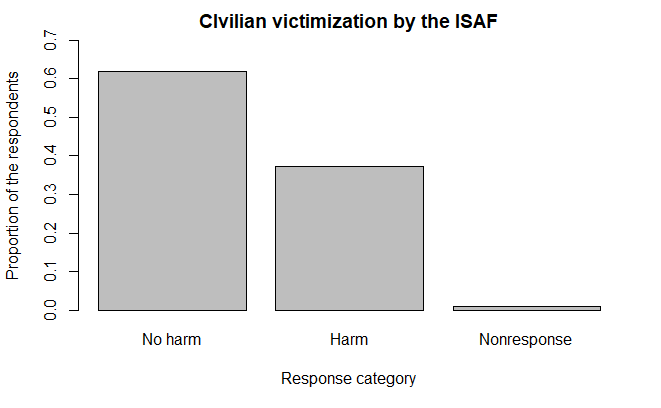 CIvilian victimization by the ISAF
Proportion of the respondents
0.7
0.6
0.5
0.4
0.3
0.2
0.1
0.0
No harm Harm Nonresponse
Response category